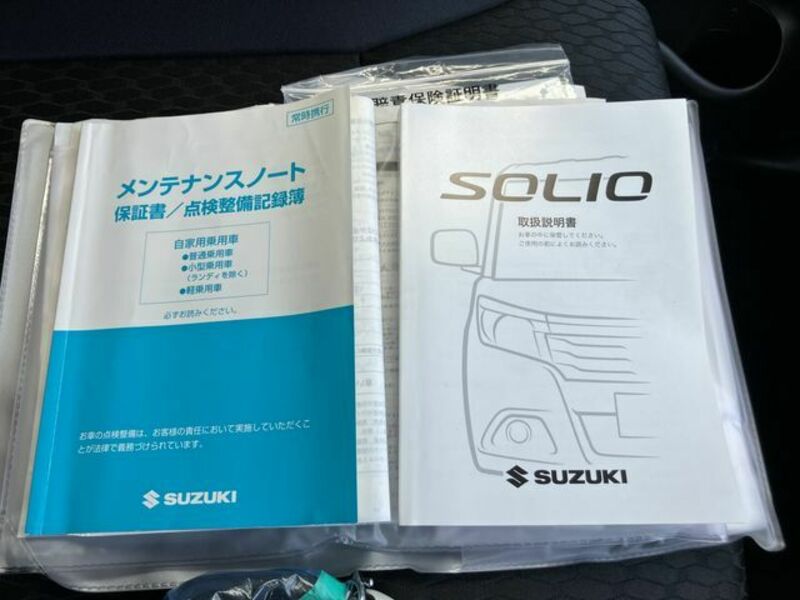 常時携行
メンテナンスノート
保証書/点検整備記録簿
自家用乗用車
●普通乗用車
●小型乗用車
(ランディを除く)
●軽乗用車
必ずお読みください。
お車の点検整備は、お客様の責任において実施していただくこ
とが法律で義務づけられています。
SUZUKI
賠責保険証明書
SOLIO
取扱説明書
お車の中に保管してください。
ご使用の前によくお読みください。
SUZUKI